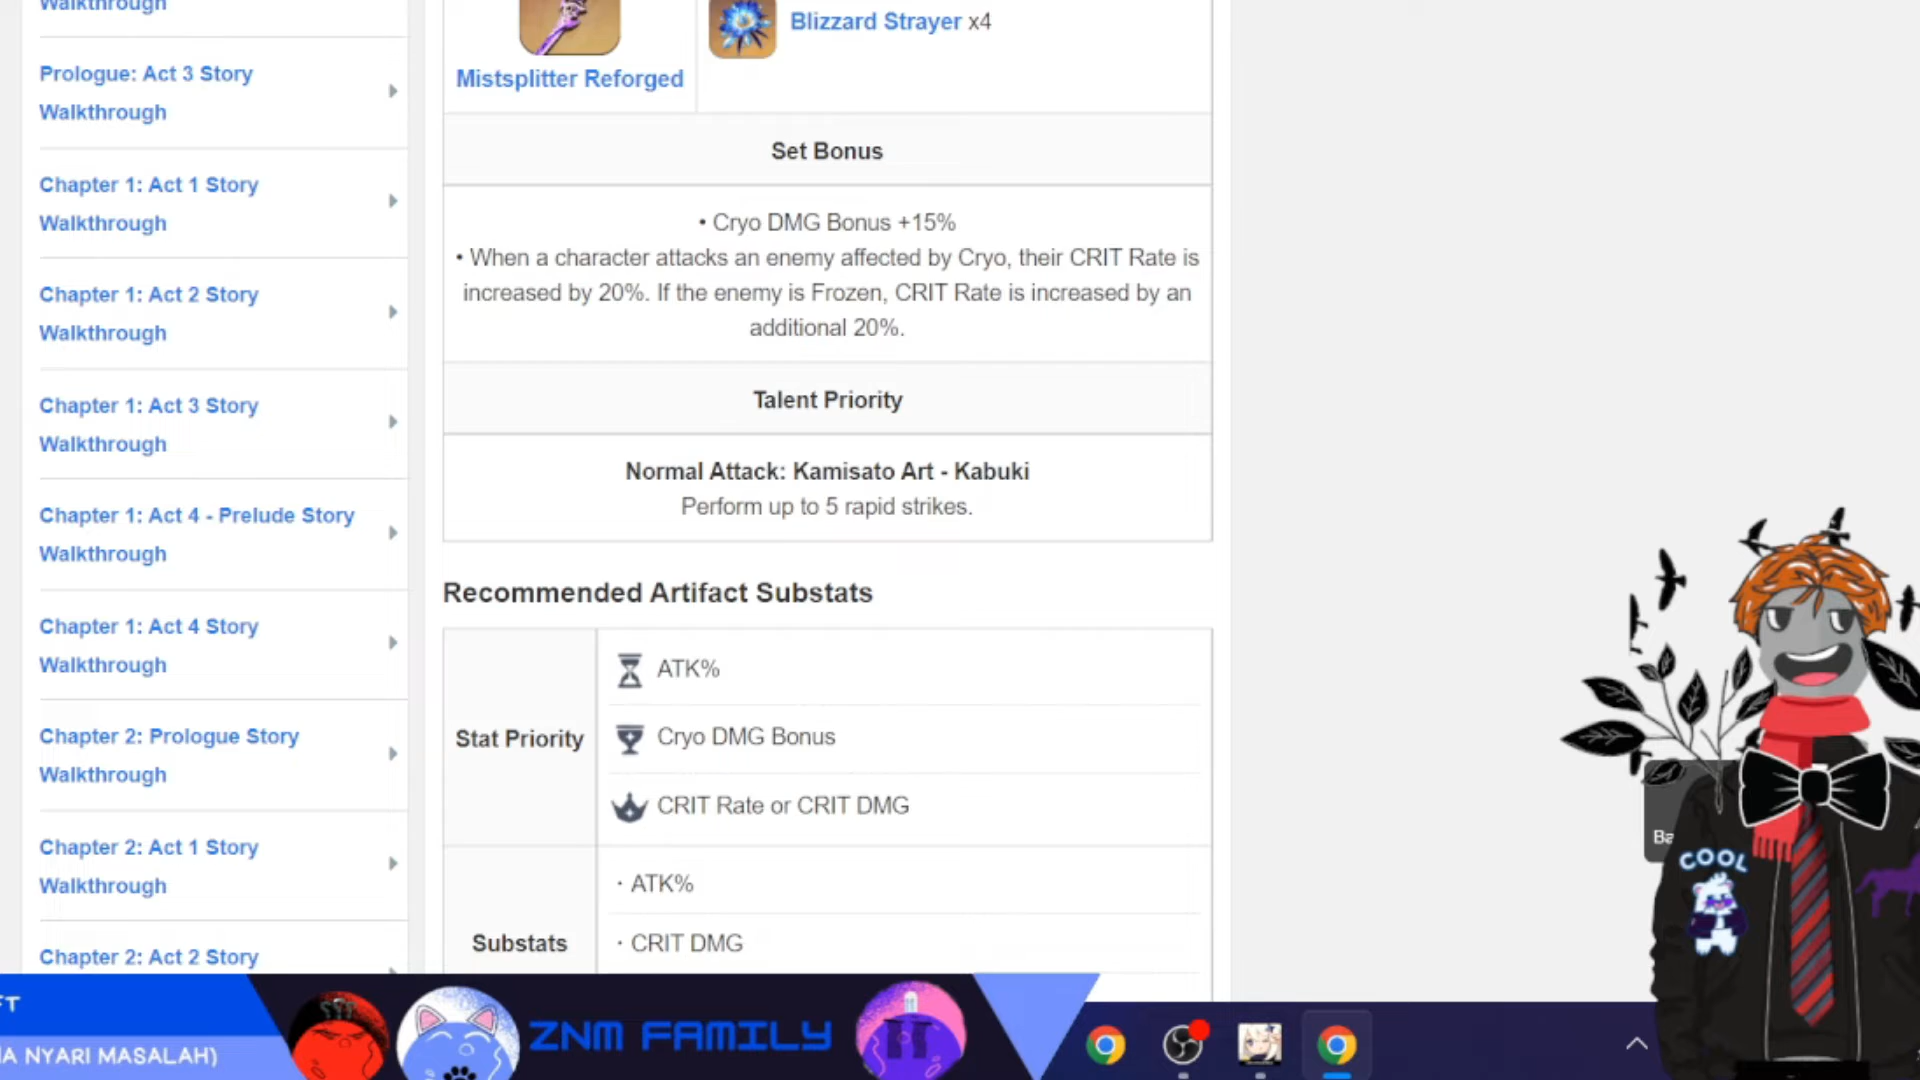 Walkthrough
Prologue: Act 3 Story
Walkthrough
Chapter 1: Act 1 Story
Walkthrough
Chapter 1: Act 2 Story
Walkthrough
Chapter 1: Act 3 Story
Walkthrough
Chapter 1: Act 4 - Prelude Story
Walkthrough
Chapter 1: Act 4 Story
Walkthrough
Chapter 2: Prologue Story
Walkthrough
Chapter 2: Act 1 Story
Walkthrough
Chapter 2: Act 2 Story
Mistsplitter Reforged
Blizzard Strayer x4
Set Bonus
• Cryo DMG Bonus +15%
• When a character attacks an enemy affected by Cryo, their CRIT Rate is
increased by 20%. If the enemy is Frozen, CRIT Rate is increased by an
additional 20%.
Talent Priority
Normal Attack: Kamisato Art - Kabuki
Perform up to 5 rapid strikes.
Recommended Artifact Substats
Stat Priority
ATK%
Cryo DMG Bonus
CRIT Rate or CRIT DMG
Substats
· ATK%
· CRIT DMG
Ba
COOL
FT
NYARI MASALAH)
ZNM FAMILY